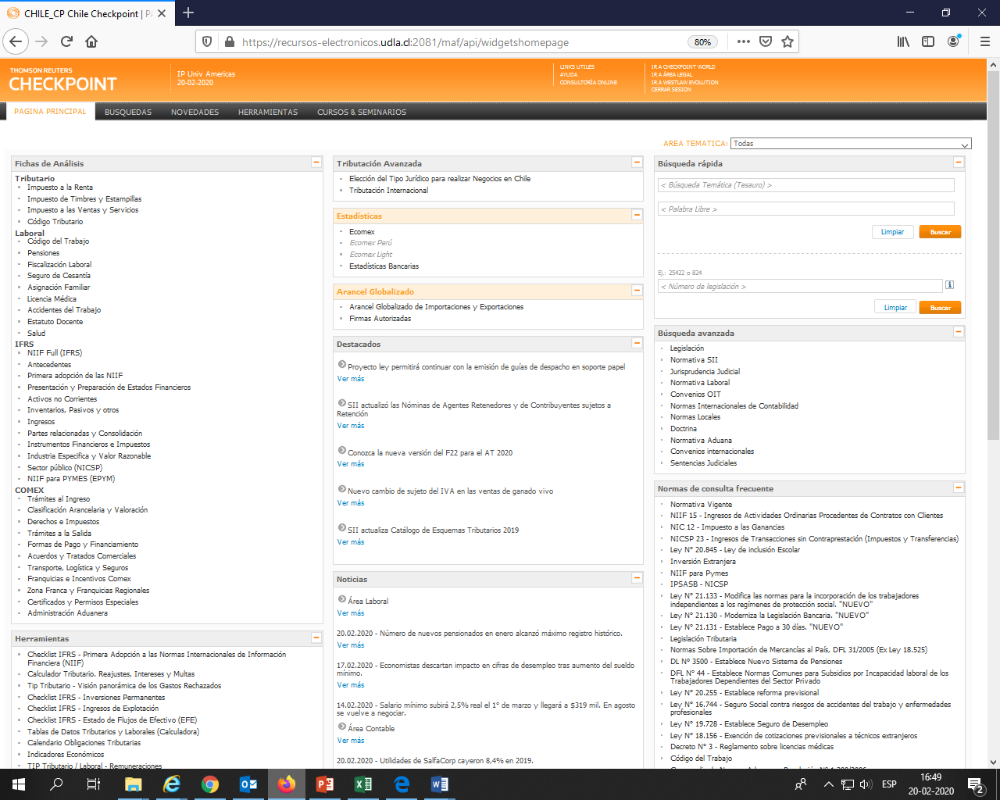 CHILE_CP Chile Checkpoint | PA
https://recursos-electronicos.udla.cl:2081/maf/api/widgetshomepage
80%
THOMSON REUTERS
CHECKPOINT
IP Univ Americas
20-02-2020
LINKS UTILES
AYUDA
CONSULTORÍA ONLINE
IR A CHECKPOINT WORLD
IR A ÁREA LEGAL
IR A WESTLAW EVOLUTION
CERRAR SESION
PAGINA PRINCIPAL
BUSQUEDAS
NOVEDADES
HERRAMIENTAS
CURSOS & SEMINARIOS
AREA TEMATICA: Todas
Fichas de Análisis
Tributario
Impuesto a la Renta
Impuesto de Timbres y Estampillas
Impuesto a las Ventas y Servicios
Código Tributario
Laboral
Código del Trabajo
Pensiones
Fiscalización Laboral
Seguro de Cesantía
Asignación Familiar
Licencia Médica
Accidentes del Trabajo
Estatuto Docente
Salud
IFRS
NIIF Full (IFRS)
Antecedentes
Primera adopción de las NIIF
Presentación y Preparación de Estados Financieros
Activos no Corrientes
Inventarios, Pasivos y otros
Ingresos
Partes relacionadas y Consolidación
Instrumentos Financieros e Impuestos
Industria Especifica y Valor Razonable
Sector público (NICSP)
NIIF para PYMES (EPYM)
COMEX
Trámites al Ingreso
Clasificación Arancelaria y Valoración
Derechos e Impuestos
Trámites a la Salida
Formas de Pago y Financiamiento
Acuerdos y Tratados Comerciales
Transporte, Logística y Seguros
Franquicias e Incentivos Comex
Zona Franca y Franquicias Regionales
Certificados y Permisos Especiales
Administración Aduanera
Herramientas
Checklist IFRS - Primera Adopción a las Normas Internacionales de Información
Financiera (NIIF)
Calculador Tributario. Reajustes, Intereses y Multas
Tip Tributario - Visión panorámica de los Gastos Rechazados
Checklist IFRS - Inversiones Permanentes
Checklist IFRS - Ingresos de Explotación
Checklist IFRS - Estado de Flujos de Efectivo (EFE)
Tablas de Datos Tributarios y Laborales (Calculadora)
Calendario Obligaciones Tributarias
Indicadores Económicos
TIP Tributario / Laboral - Remuneraciones
Tributación Avanzada
Elección del Tipo Jurídico para realizar Negocios en Chile
Tributación Internacional
Estadísticas
Ecomex
Ecomex Perú
Ecomex Light
Estadísticas Bancarias
Arancel Globalizado
Arancel Globalizado de Importaciones y Exportaciones
Firmas Autorizadas
Destacados
Proyecto ley permitirá continuar con la emisión de guías de despacho en soporte papel
Ver más
SII actualizó las Nóminas de Agentes Retenedores y de Contribuyentes sujetos a
Retención
Ver más
Conozca la nueva versión del F22 para el AT 2020
Ver más
Nuevo cambio de sujeto del IVA en las ventas de ganado vivo
Ver más
SII actualiza Catálogo de Esquemas Tributarios 2019
Ver más
Noticias
Área Laboral
Ver más
20.02.2020 - Número de nuevos pensionados en enero alcanzó máximo registro histórico.
Ver más
17.02.2020 - Economistas descartan impacto en cifras de desempleo tras aumento del sueldo
mínimo.
Ver más
14.02.2020 - Salario mínimo subirá 2,5% real el 1° de marzo y llegará a $319 mil. En agosto
se vuelve a negociar.
Área Contable
Ver más
20.02.2020 - Utilidades de SalfaCorp cayeron 8,4% en 2019.
Búsqueda rápida
< Búsqueda Temática (Tesauro) >
< Palabra Libre >
Limpiar
Buscar
Ej.: 25422 o 824
< Número de legislación >
Limpiar
Buscar
Búsqueda avanzada
Legislación
Normativa SII
Jurisprudencia Judicial
Normativa Laboral
Convenios OIT
Normas Internacionales de Contabilidad
Normas Locales
Doctrina
Normativa Aduana
Convenios internacionales
Sentencias Judiciales
Normas de consulta frecuente
Normativa Vigente
NIIF 15 - Ingresos de Actividades Ordinarias Procedentes de Contratos con Clientes
NIC 12 - Impuesto a las Ganancias
NICSP 23 - Ingresos de Transacciones sin Contraprestación (Impuestos y Transferencias)
Ley N° 20.845 - Ley de inclusión Escolar
Inversión Extranjera
NIIF para Pymes
IPSASB - NICSP
Ley N° 21.133 - Modifica las normas para la incorporación de los trabajadores
independientes a los regímenes de protección social. "NUEVO"
Ley N° 21.130 - Moderniza la Legislación Bancaria. "NUEVO"
Ley N° 21.131 - Establece Pago a 30 días. "NUEVO"
Legislación Tributaria
Normas Sobre Importación de Mercancías al País, DFL 31/2005 (Ex Ley 18.525)
DL Nº 3500 - Establece Nuevo Sistema de Pensiones
DFL N° 44 - Establece Normas Comunes para Subsidios por Incapacidad laboral de los
Trabajadores Dependientes del Sector Privado
Ley N° 20.255 - Establece reforma previsional
Ley N° 16.744 - Seguro Social contra riesgos de accidentes del trabajo y enfermedades
profesionales
Ley N° 19.728 - Establece Seguro de Desempleo
Ley N° 18.156 - Exención de cotizaciones previsionales a técnicos extranjeros
Decreto N° 3 - Reglamento sobre licencias médicas
Código del Trabajo
ESP
16:49
20-02-2020
2